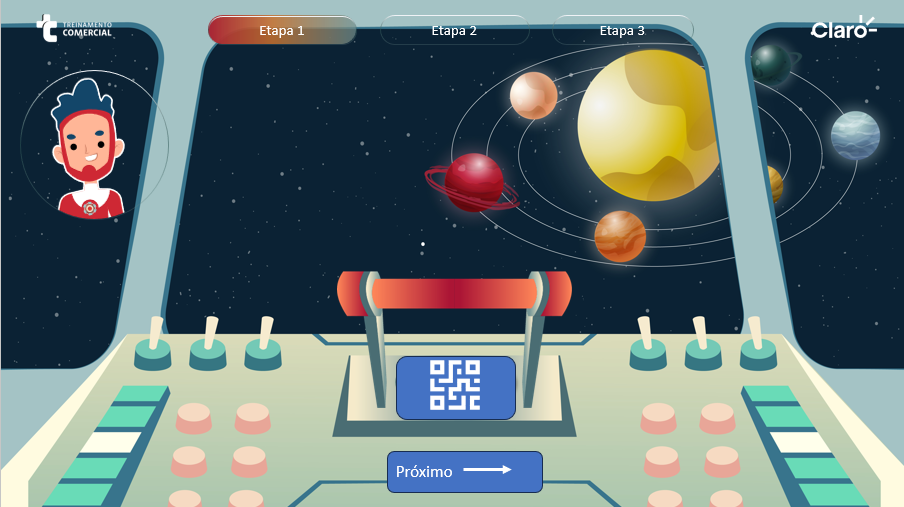 TREINAMENTO
COMERCIAL
Etapa 1
Etapa 2
Etapa 3
Claro
Próximo